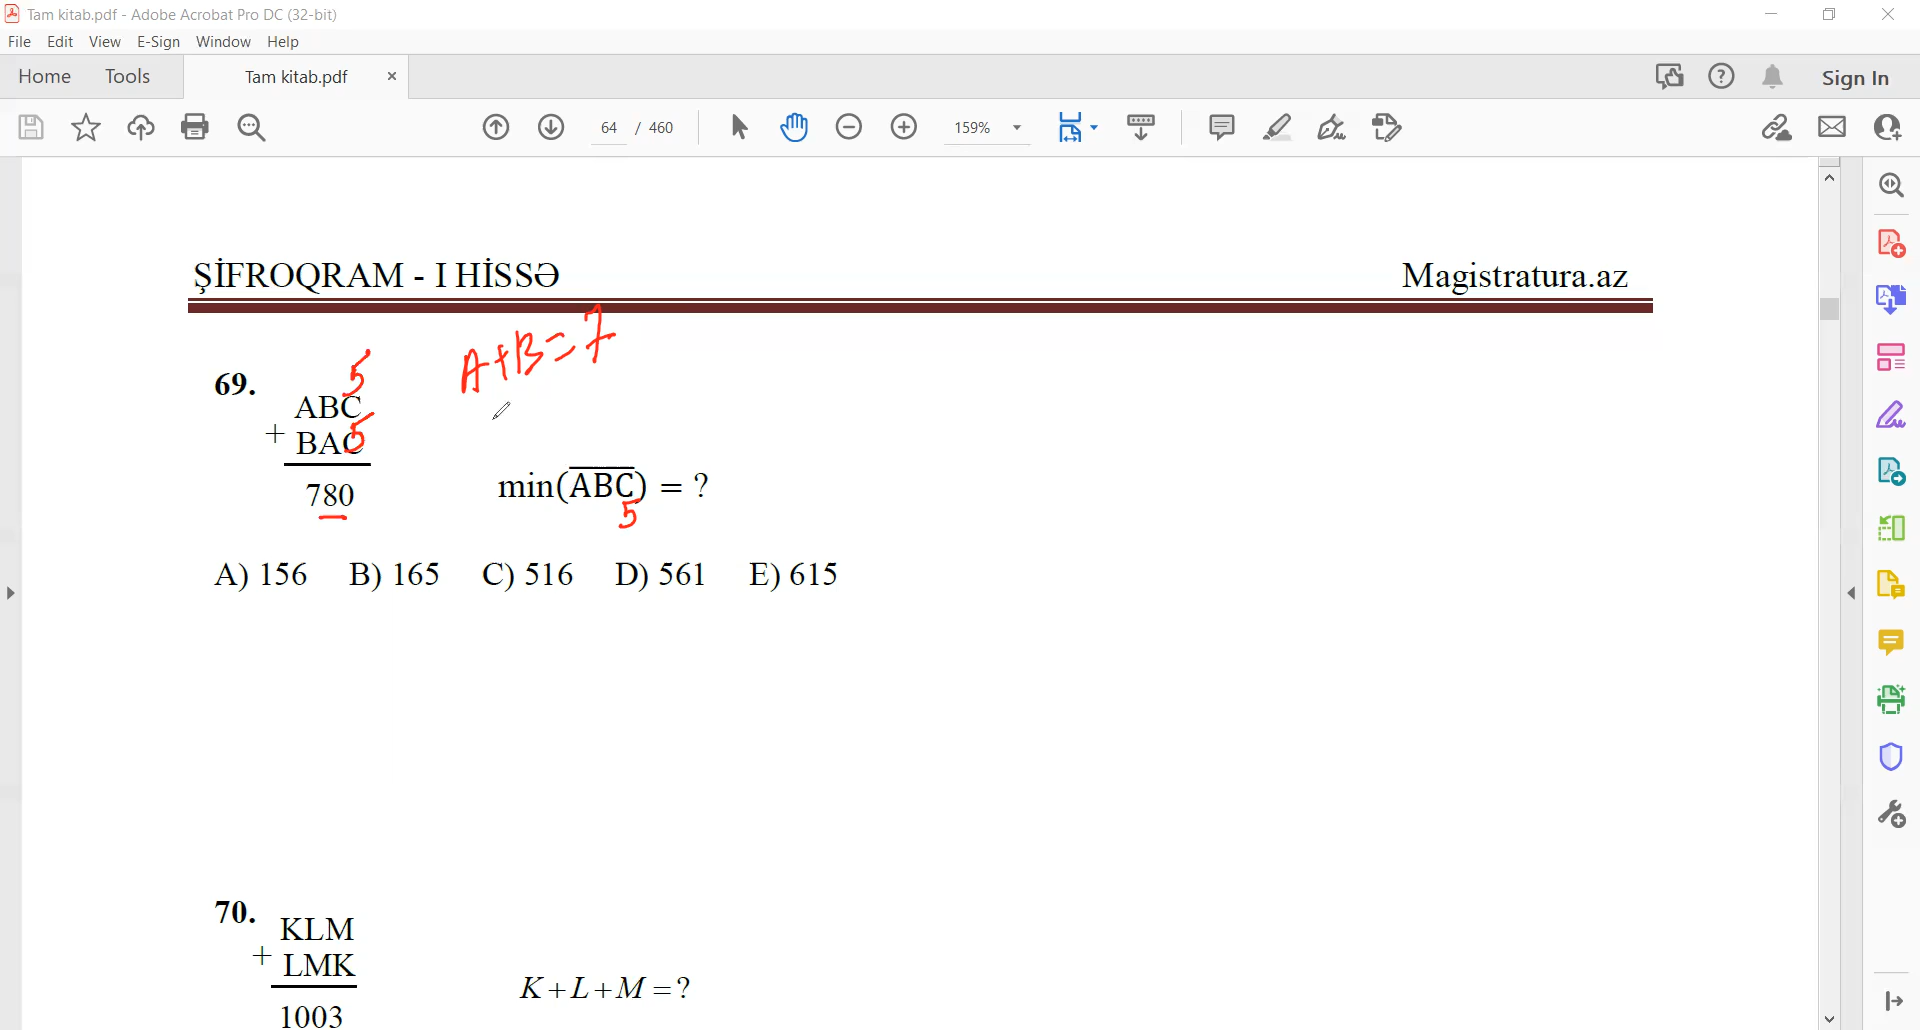 Tam kitab.pdf - Adobe Acrobat Pro DC (32-bit)
File Edit View E-Sign Window Help
Home Tools Tam kitab.pdf × Sign In
64 / 460 159%
ŞİFROQRAM - I HİSSƏ Magistratura.az
A+B=7
5
69.
ABC
5
+ BAC
780
min(ABC) = ?
5
A) 156 B) 165 C) 516 D) 561 E) 615
70.
KLM
+ LMK
K+L+M=?
1003